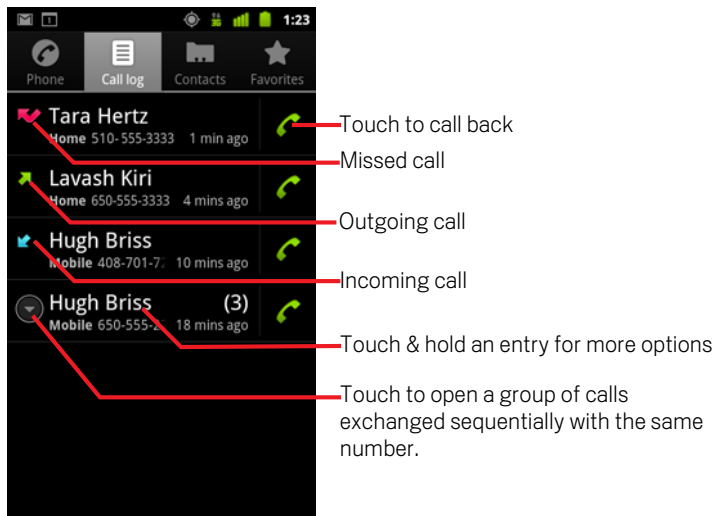 1 3G 1:23
Phone Call log Contacts Favorites
Tara Hertz
Home 510-555-3333 1 min ago
Lavash Kiri
Home 650-555-3333 4 mins ago
Hugh Briss
Mobile 408-701-7 10 mins ago
Hugh Briss (3)
Mobile 650-555-2 18 mins ago
Touch to call back
Missed call
Outgoing call
Incoming call
Touch & hold an entry for more options
Touch to open a group of calls
exchanged sequentially with the same
number.